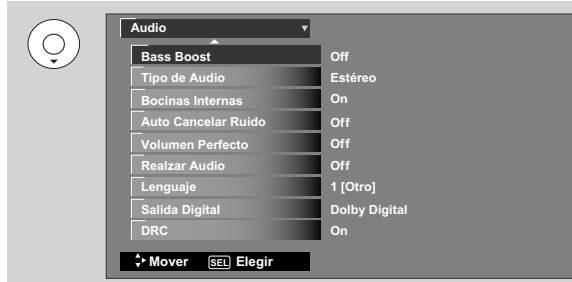 Audio
Bass Boost Off
Tipo de Audio Estéreo
Bocinas Internas On
Auto Cancelar Ruido Off
Volumen Perfecto Off
Realzar Audio Off
Lenguaje 1 [Otro]
Salida Digital Dolby Digital
DRC On
Mover SEL Elegir